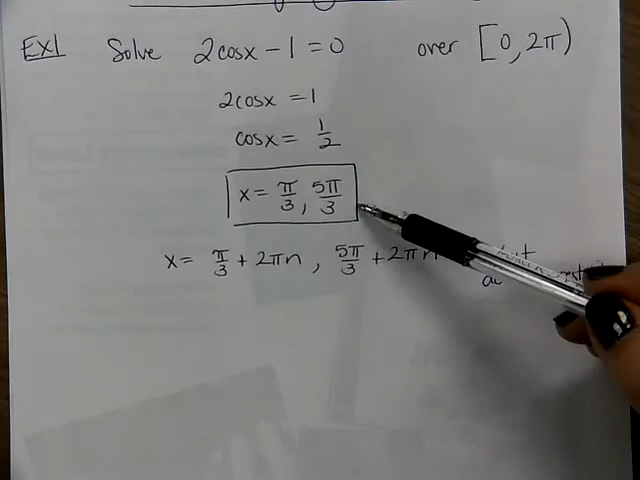 Ex1 Solve 2cosx - 1 = 0 over [0, 2π)
2cosx = 1
cosx = 1/2
x = π/3, 5π/3
x = π/3 + 2πn, 5π/3 + 2πn